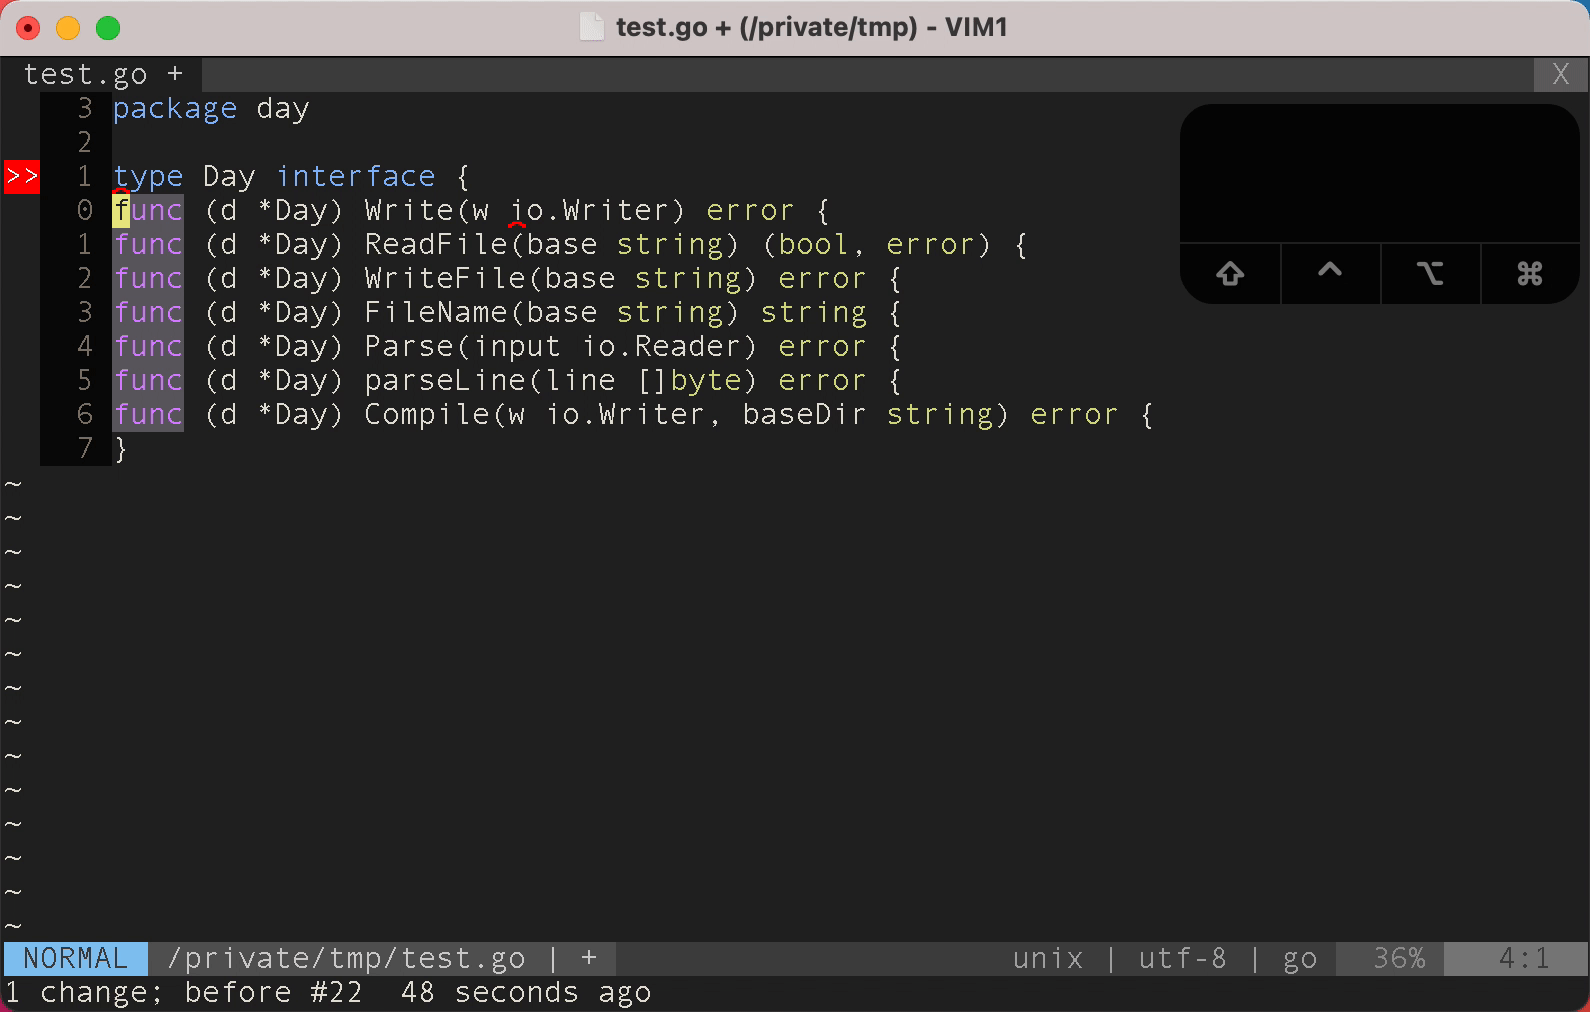 test.go + (/private/tmp) - VIM1
test.go + X
3 package day
2
>> 1 type Day interface {
0 func (d *Day) Write(w io.Writer) error {
1 func (d *Day) ReadFile(base string) (bool, error) {
2 func (d *Day) WriteFile(base string) error {
3 func (d *Day) FileName(base string) string {
4 func (d *Day) Parse(input io.Reader) error {
5 func (d *Day) parseLine(line []byte) error {
6 func (d *Day) Compile(w io.Writer, baseDir string) error {
7 }
~
~
~
~
~
~
~
~
~
~
~
~
~
~
NORMAL /private/tmp/test.go | + unix | utf-8 | go 36% 4:1
1 change; before #22 48 seconds ago